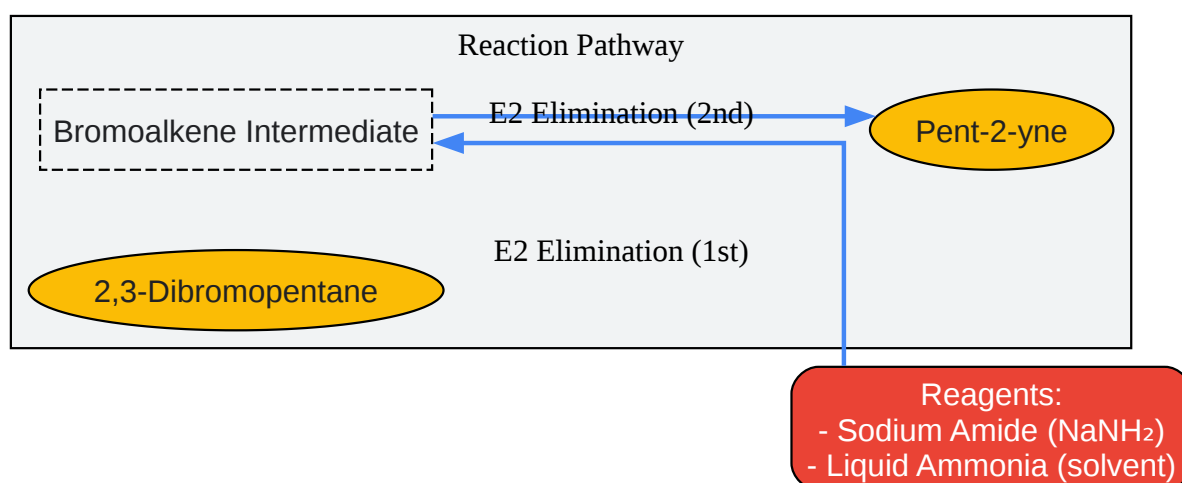 Reaction Pathway
Bromoalkene Intermediate
E2 Elimination (2nd)
Pent-2-yne
E2 Elimination (1st)
2,3-Dibromopentane
Reagents:
- Sodium Amide (NaNH₂)
- Liquid Ammonia (solvent)